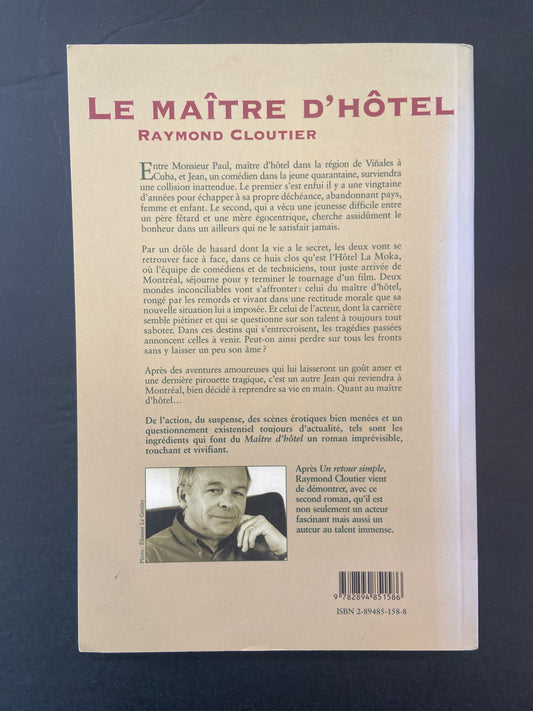 LE MAÎTRE D'HÔTEL
RAYMOND CLOUTIER
Entre Monsieur Paul, maître d'hôtel dans la région de Viñales à
Cuba, et Jean, un comédien dans la jeune quarantaine, surviendra
une collision inattendue. Le premier s'est enfui il y a une vingtaine
d'années pour échapper à sa propre déchéance, abandonnant pays,
femme et enfant. Le second, qui a vécu une jeunesse difficile entre
un père fêtard et une mère égocentrique, cherche assidûment le
bonheur dans un ailleurs qui ne le satisfait jamais.
Par un drôle de hasard dont la vie a le secret, les deux vont se
retrouver face à face, dans ce huis clos qu'est l'Hôtel La Moka,
où l'équipe de comédiens et de techniciens, tout juste arrivée de
Montréal, séjourne pour y terminer le tournage d'un film. Deux
mondes inconciliables vont s'affronter : celui du maître d'hôtel,
rongé par les remords et vivant dans une rectitude morale que sa
nouvelle situation lui a imposée. Et celui de l'acteur, dont la carrière
semble piétiner et qui se questionne sur son talent à toujours tout
saboter. Dans ces destins qui s'entrecroisent, les tragédies passées
annoncent celles à venir. Peut-on ainsi perdre sur tous les fronts
sans y laisser un peu son âme ?
Après des aventures amoureuses qui lui laisseront un goût amer et
une dernière pirouette tragique, c'est un autre Jean qui reviendra à
Montréal, bien décidé à reprendre sa vie en main. Quant au maître
d'hôtel…
De l'action, du suspense, des scènes érotiques bien menées et un
questionnement existentiel toujours d'actualité, tels sont les
ingrédients qui font du Maître d'hôtel un roman imprévisible,
touchant et vivifiant.
Photo: Élinaor Le Gresley
Après Un retour simple,
Raymond Cloutier vient
de démontrer, avec ce
second roman, qu'il est
non seulement un acteur
fascinant mais aussi un
auteur au talent immense.
9 782894 851586
ISBN 2-89485-158-8